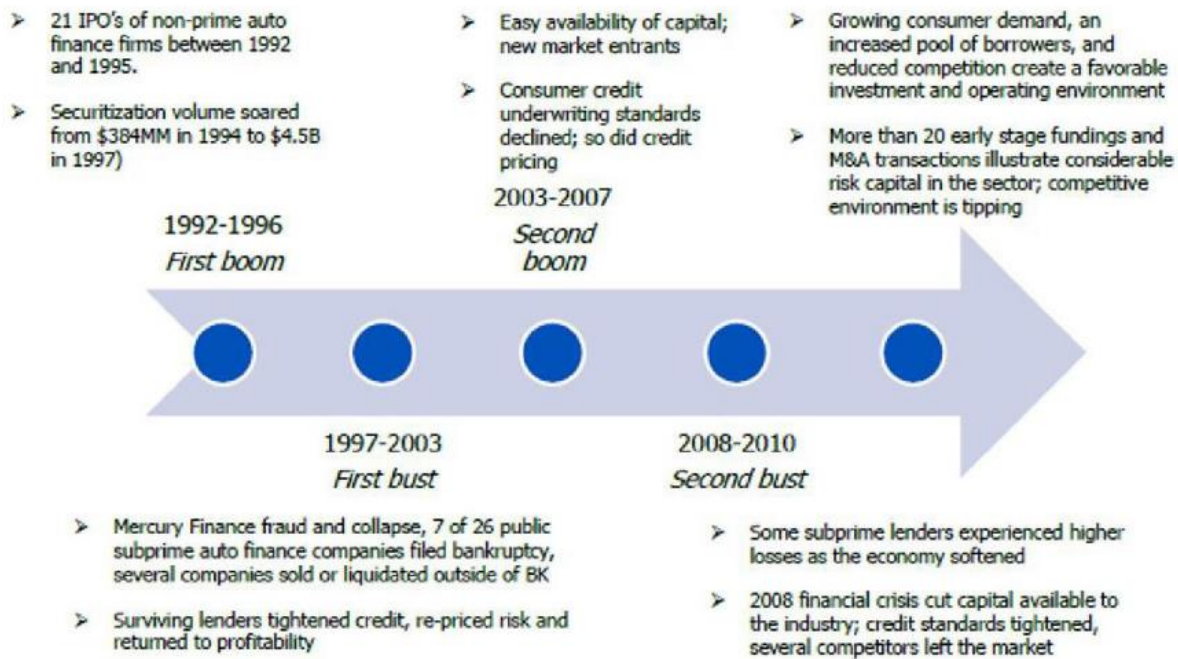 ➢ 21 IPO's of non-prime auto
finance firms between 1992
and 1995.
➢ Securitization volume soared
from $384MM in 1994 to $4.5B
in 1997)
1992-1996
First boom
➢ Easy availability of capital;
new market entrants
➢ Consumer credit
underwriting standards
declined; so did credit
pricing
2003-2007
Second
boom
➢ Growing consumer demand, an
increased pool of borrowers, and
reduced competition create a favorable
investment and operating environment
➢ More than 20 early stage fundings and
M&A transactions illustrate considerable
risk capital in the sector; competitive
environment is tipping
1997-2003
First bust
➢ Mercury Finance fraud and collapse, 7 of 26 public
subprime auto finance companies filed bankruptcy,
several companies sold or liquidated outside of BK
➢ Surviving lenders tightened credit, re-priced risk and
returned to profitability
2008-2010
Second bust
➢ Some subprime lenders experienced higher
losses as the economy softened
➢ 2008 financial crisis cut capital available to
the industry; credit standards tightened,
several competitors left the market